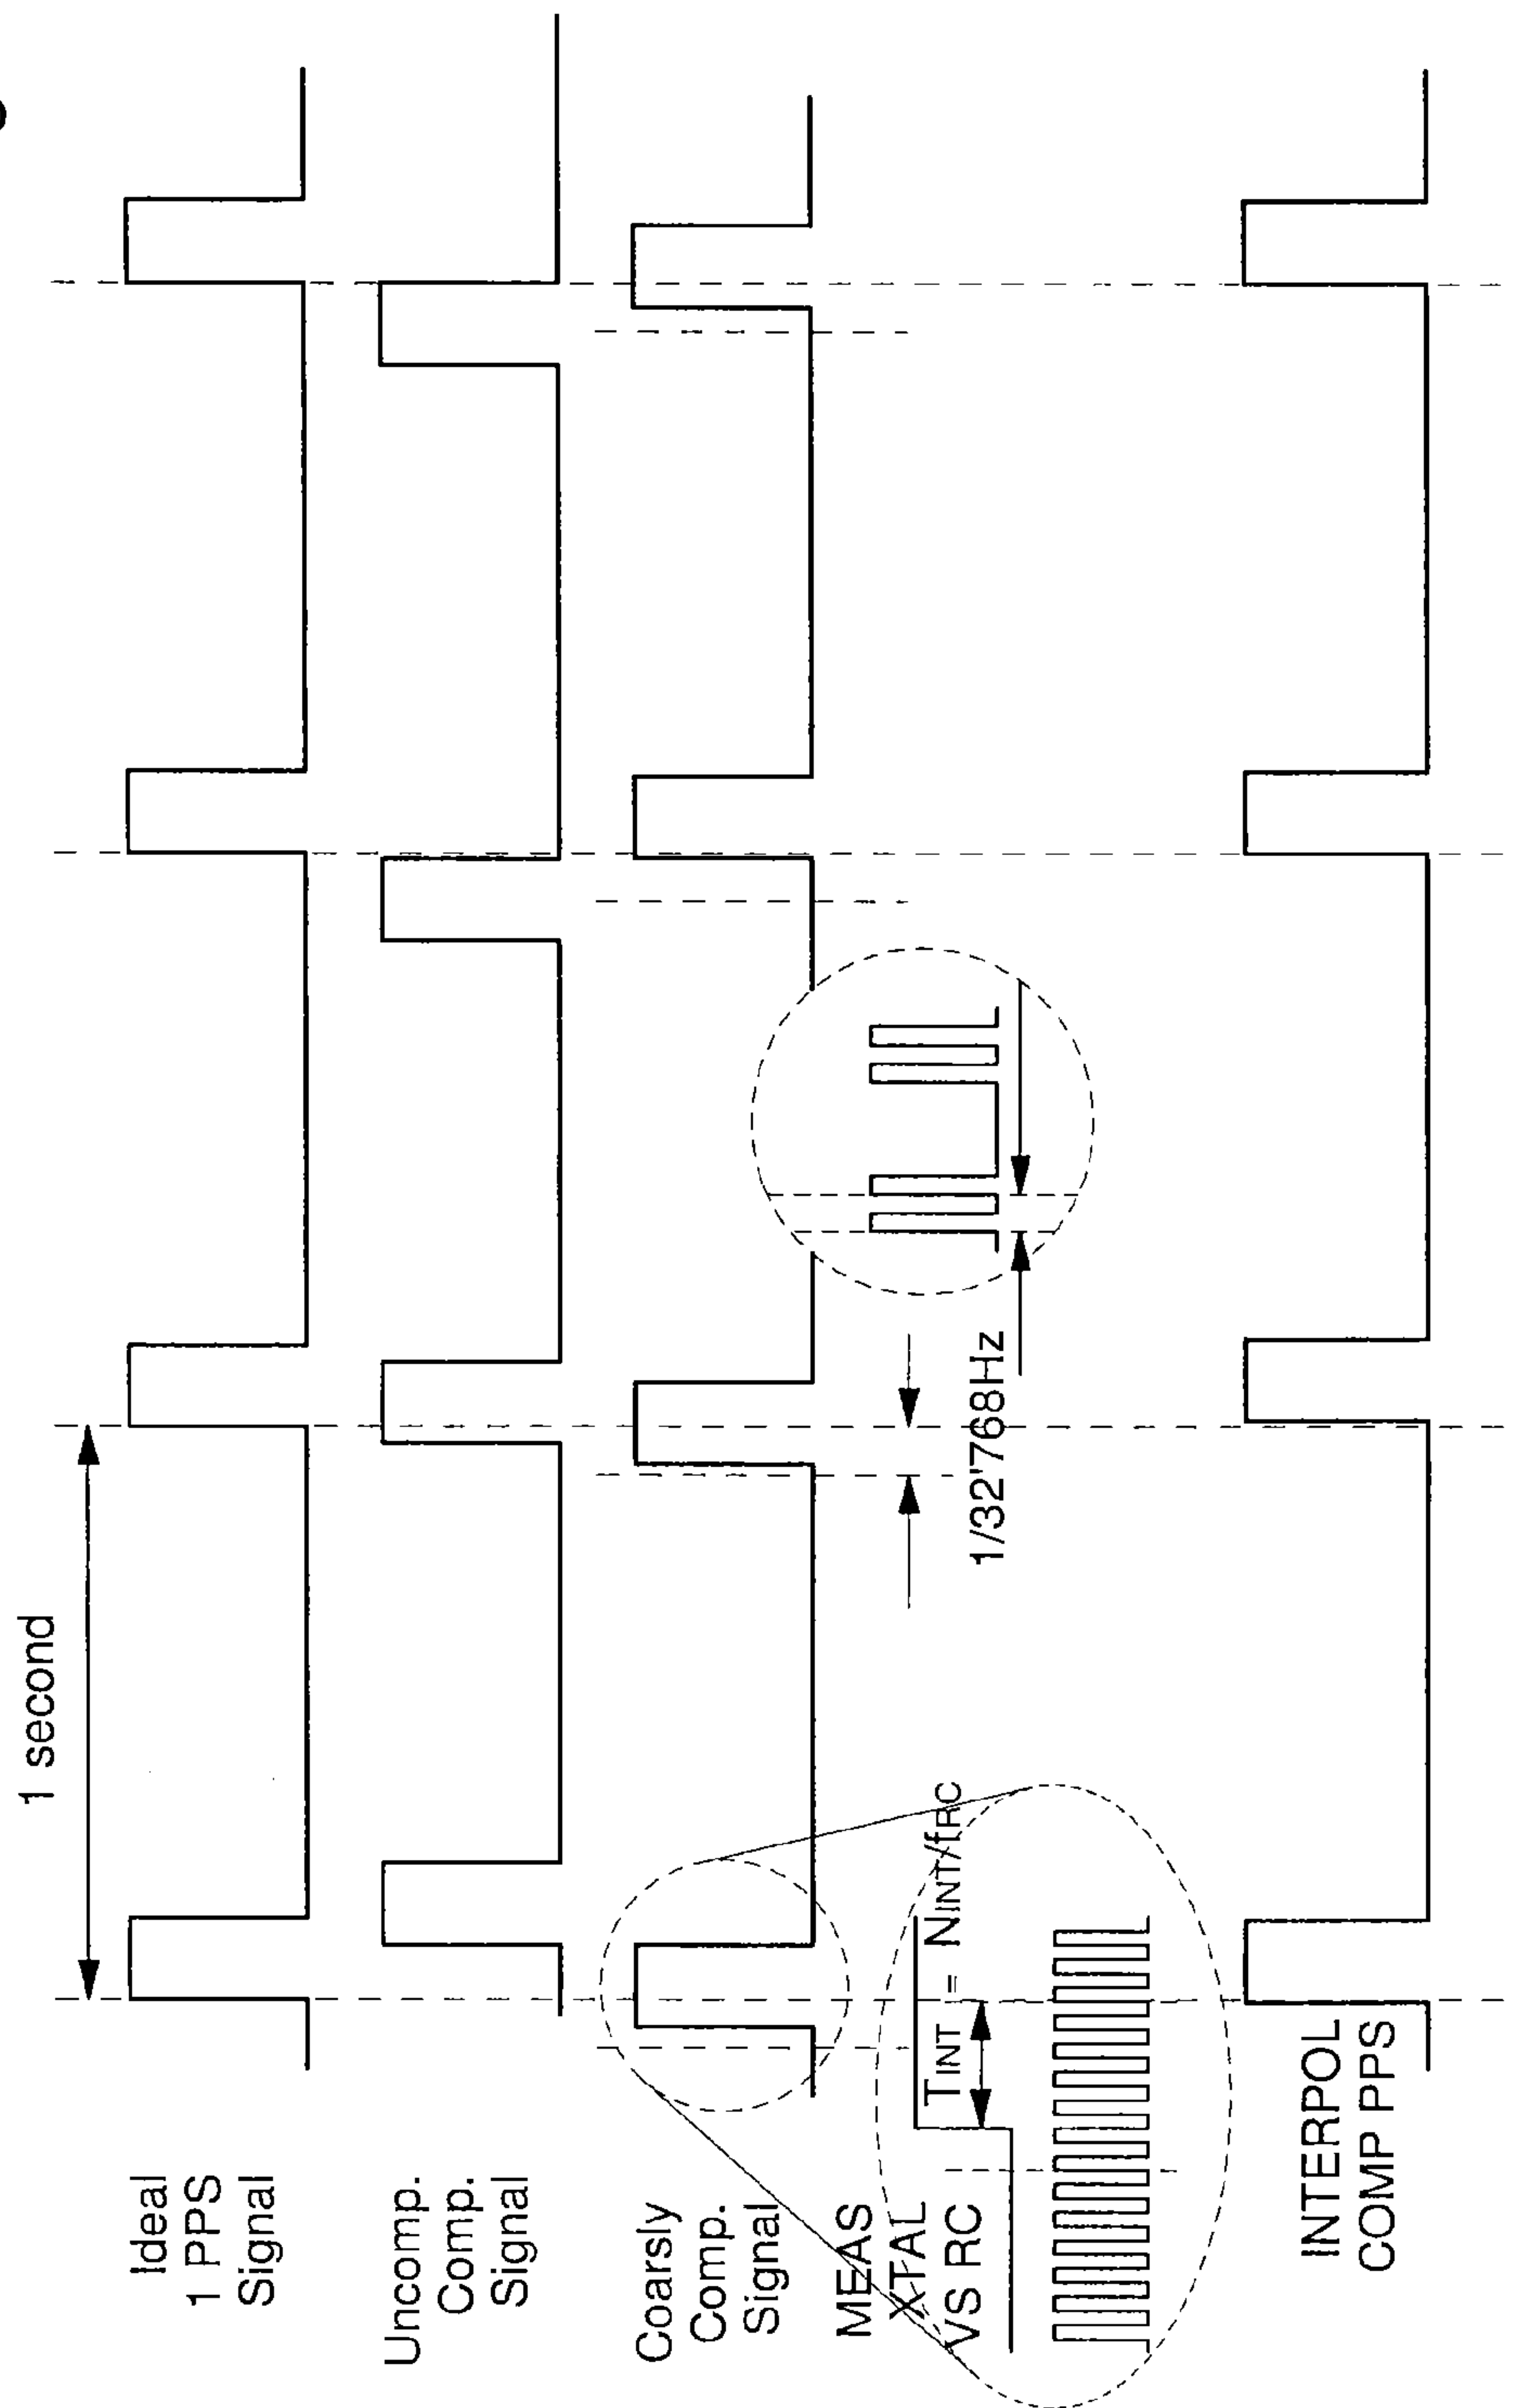 1 second
Ideal
1 PPS
Signal
Uncomp.
Comp.
Signal
Coarsly
Comp.
Signal
1/32'768Hz
MEAS
XTAL
VS RC
TINT = NINT/fRC
INTERPOL
COMP PPS